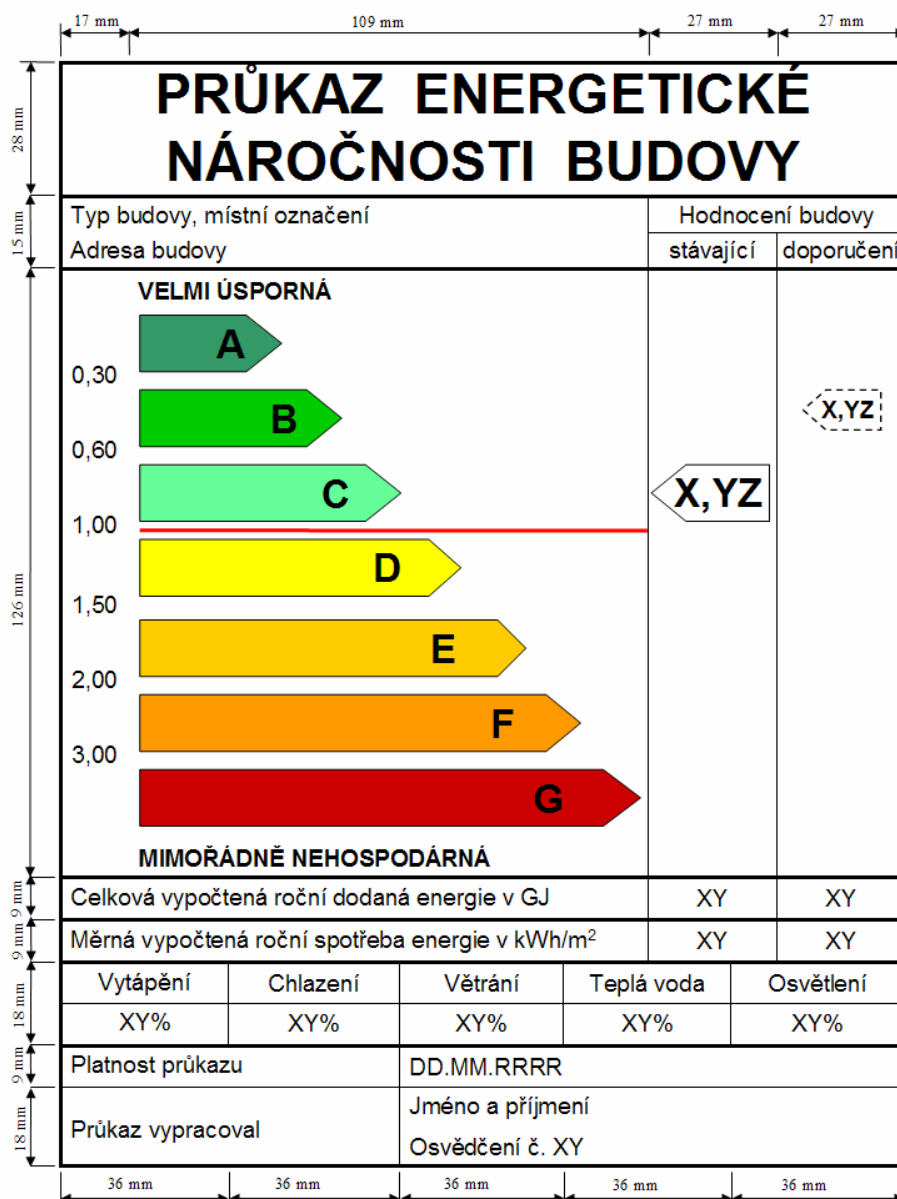 17 mm 109 mm 27 mm 27 mm
28 mm
PRŮKAZ ENERGETICKÉ
NÁROČNOSTI BUDOVY
15 mm
Typ budovy, místní označení Hodnocení budovy
Adresa budovy stávající doporučení
126 mm
VELMI ÚSPORNÁ
A
0,30
B X,YZ
0,60
C X,YZ
1,00
D
1,50
E
2,00
F
3,00
G
MIMOŘÁDNĚ NEHOSPODÁRNÁ
9 mm Celková vypočtená roční dodaná energie v GJ XY XY
9 mm Měrná vypočtená roční spotřeba energie v kWh/m² XY XY
18 mm
Vytápění Chlazení Větrání Teplá voda Osvětlení
XY% XY% XY% XY% XY%
9 mm Platnost průkazu DD.MM.RRRR
18 mm
Průkaz vypracoval
Jméno a příjmení
Osvědčení č. XY
36 mm 36 mm 36 mm 36 mm 36 mm